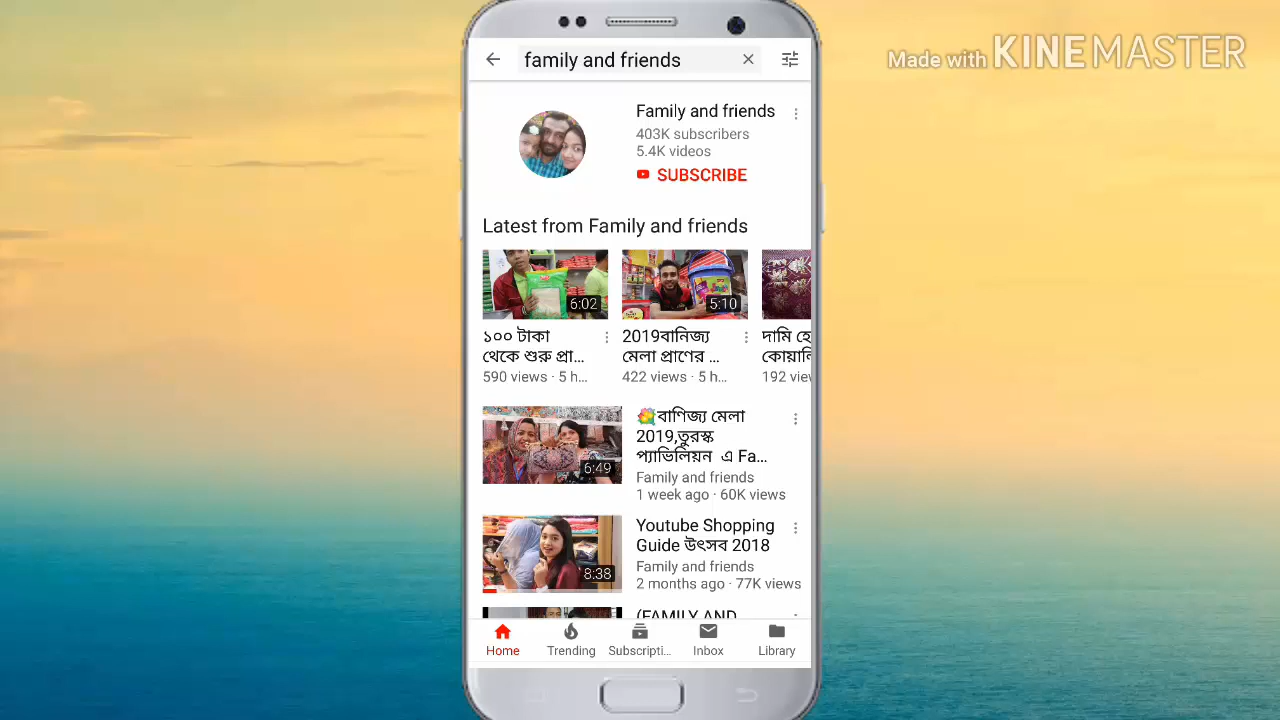 Made with KINEMASTER
family and friends
Family and friends
403K subscribers
5.4K videos
SUBSCRIBE
Latest from Family and friends
6:02
১০০ টাকা
থেকে শুরু প্রা...
590 views · 5 h...
5:10
2019বানিজ্য
মেলা প্রাণের ...
422 views · 5 h...
দামি হে
কোয়ালি
192 vie
6:49
বাণিজ্য মেলা
2019,তুরস্ক
প্যাভিলিয়ন এ Fa...
Family and friends
1 week ago · 60K views
8:38
Youtube Shopping
Guide উৎসব 2018
Family and friends
2 months ago · 77K views
(FAMILY AND
Home
Trending
Subscripti...
Inbox
Library